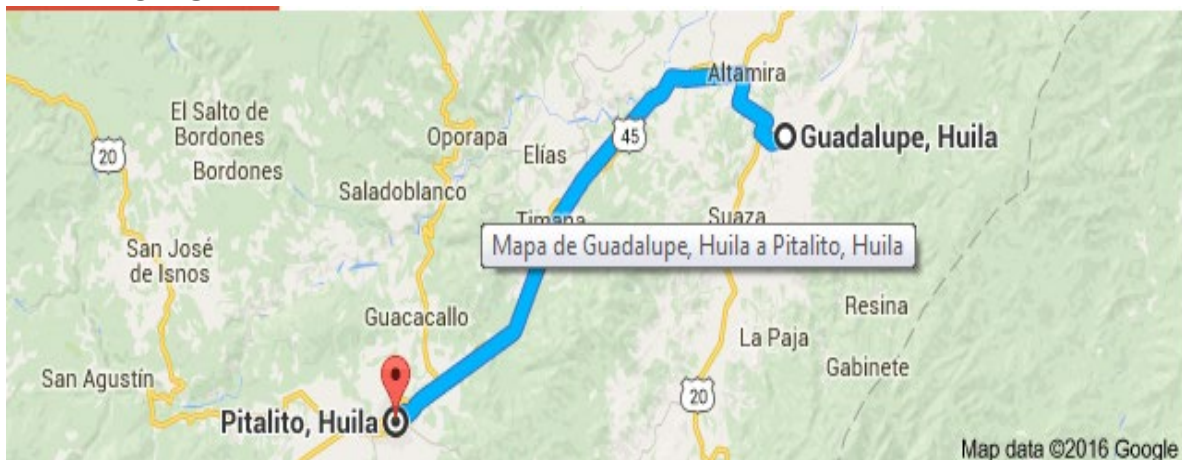 Altamira
El Salto de
Bordones
20
Bordones
Oporapa
Elías
45
Guadalupe, Huila
Saladoblanco
Timana
Suaza
Mapa de Guadalupe, Huila a Pitalito, Huila
San José
de Isnos
Guacacallo
Resina
La Paja
Gabinete
San Agustín
20
Pitalito, Huila
Map data ©2016 Google